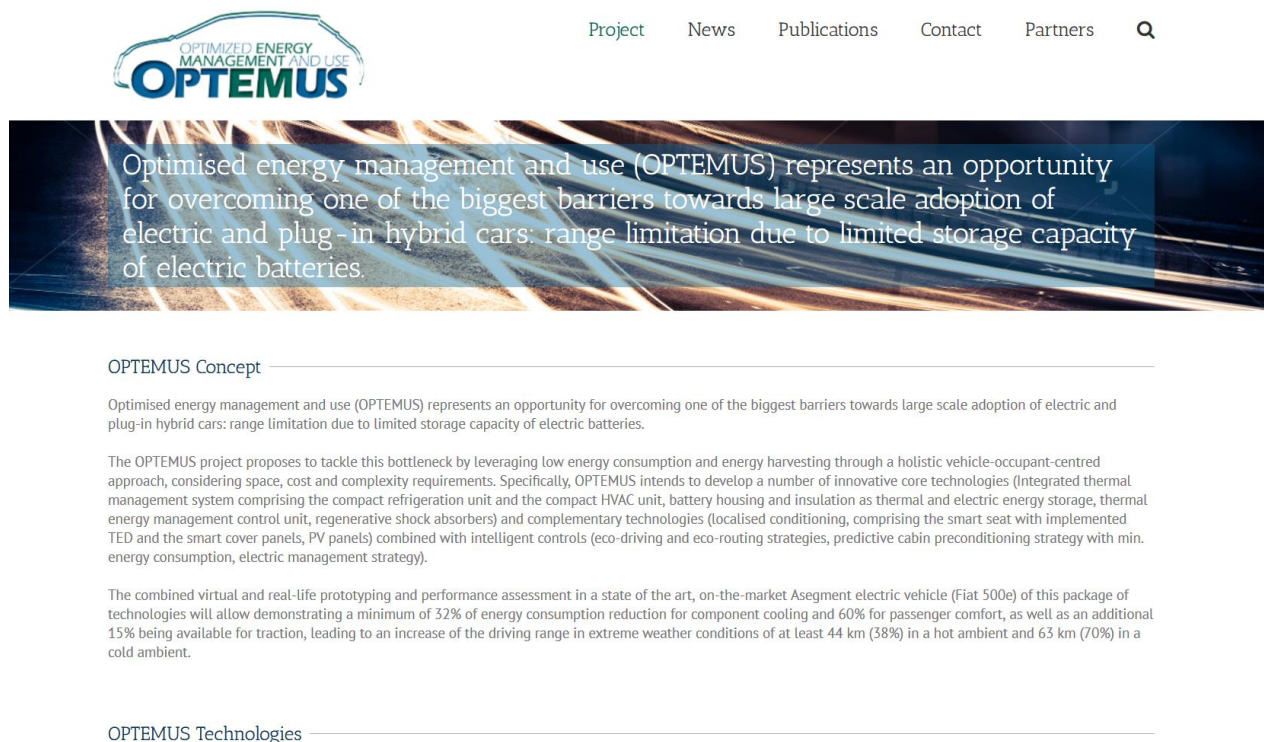 OPTIMIZED ENERGY
MANAGEMENT AND USE
OPTEMUS
Project News Publications Contact Partners
Optimised energy management and use (OPTEMUS) represents an opportunity
for overcoming one of the biggest barriers towards large scale adoption of
electric and plug-in hybrid cars: range limitation due to limited storage capacity
of electric batteries.
OPTEMUS Concept
Optimised energy management and use (OPTEMUS) represents an opportunity for overcoming one of the biggest barriers towards large scale adoption of electric and
plug-in hybrid cars: range limitation due to limited storage capacity of electric batteries.
The OPTEMUS project proposes to tackle this bottleneck by leveraging low energy consumption and energy harvesting through a holistic vehicle-occupant-centred
approach, considering space, cost and complexity requirements. Specifically, OPTEMUS intends to develop a number of innovative core technologies (Integrated thermal
management system comprising the compact refrigeration unit and the compact HVAC unit, battery housing and insulation as thermal and electric energy storage, thermal
energy management control unit, regenerative shock absorbers) and complementary technologies (localised conditioning, comprising the smart seat with implemented
TED and the smart cover panels, PV panels) combined with intelligent controls (eco-driving and eco-routing strategies, predictive cabin preconditioning strategy with min.
energy consumption, electric management strategy).
The combined virtual and real-life prototyping and performance assessment in a state of the art, on-the-market Asegment electric vehicle (Fiat 500e) of this package of
technologies will allow demonstrating a minimum of 32% of energy consumption reduction for component cooling and 60% for passenger comfort, as well as an additional
15% being available for traction, leading to an increase of the driving range in extreme weather conditions of at least 44 km (38%) in a hot ambient and 63 km (70%) in a
cold ambient.
OPTEMUS Technologies